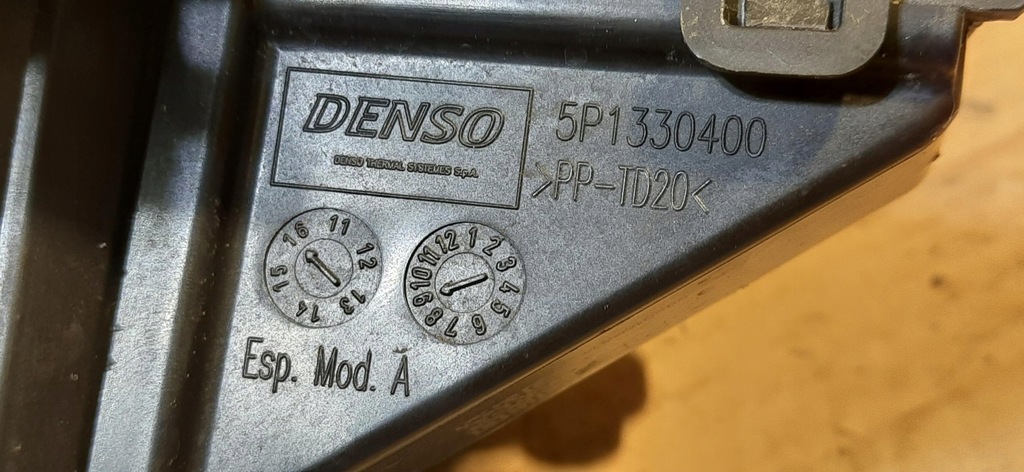 DENSO
DENSO THERMAL SYSTEMES S.p.A.
5P1330400
>PP-TD20<
11 12 13 14 15 16
1 2 3 4 5 6 7 8 9 10 11 12
Esp. Mod. A